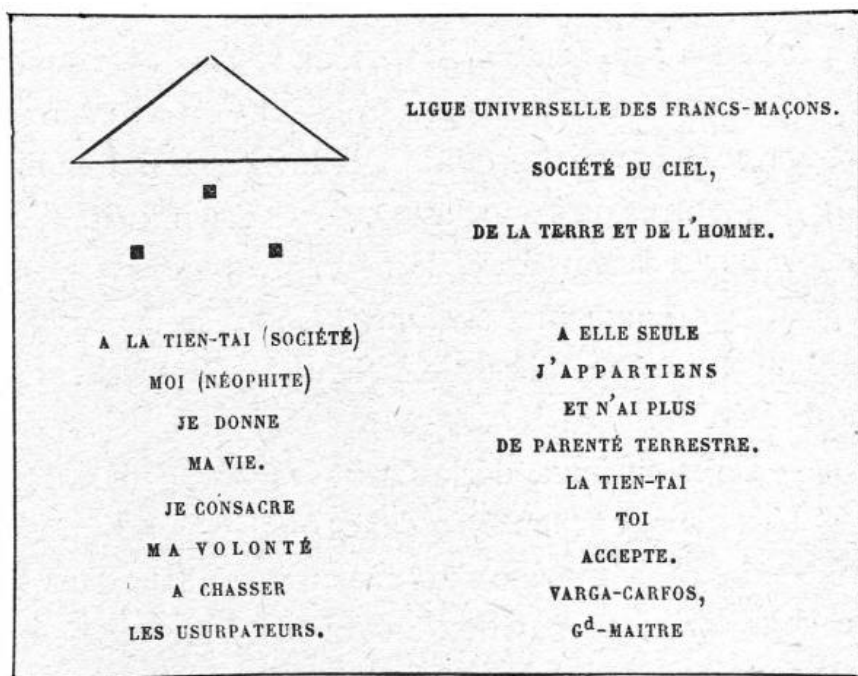 LIGUE UNIVERSELLE DES FRANCS-MAÇONS.
SOCIÉTÉ DU CIEL,
DE LA TERRE ET DE L'HOMME.
A LA TIEN-TAI (SOCIÉTÉ)
MOI (NÉOPHITE)
JE DONNE
MA VIE.
JE CONSACRE
MA VOLONTÉ
A CHASSER
LES USURPATEURS.
A ELLE SEULE
J'APPARTIENS
ET N'AI PLUS
DE PARENTÉ TERRESTRE.
LA TIEN-TAI
TOI
ACCEPTE.
VARGA-CARFOS,
Gd-MAITRE